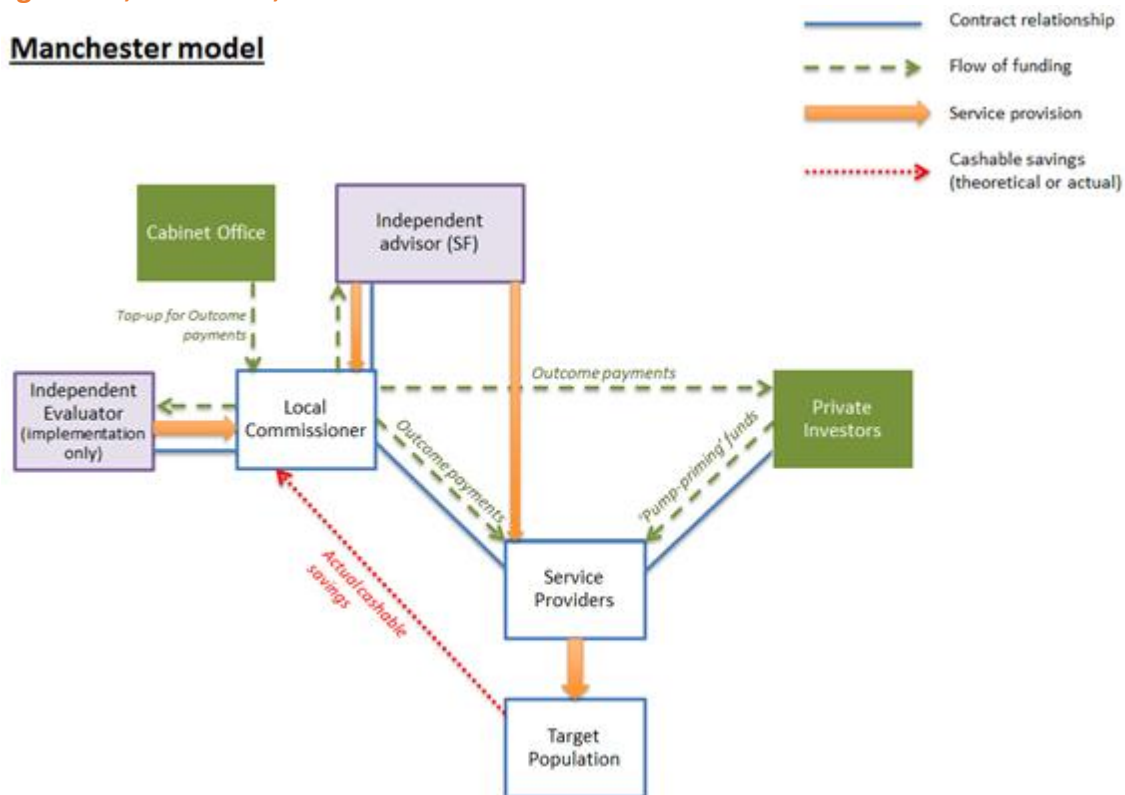 Manchester model
Contract relationship
Flow of funding
Service provision
Cashable savings
(theoretical or actual)
Cabinet Office
Independent
advisor (SF)
Top-up for Outcome
payments
Independent
Evaluator
(implementation
only)
Local
Commissioner
Outcome payments
Private
Investors
Outcome payments
'Pump-priming' funds
Actual cashable
savings
Service
Providers
Target
Population